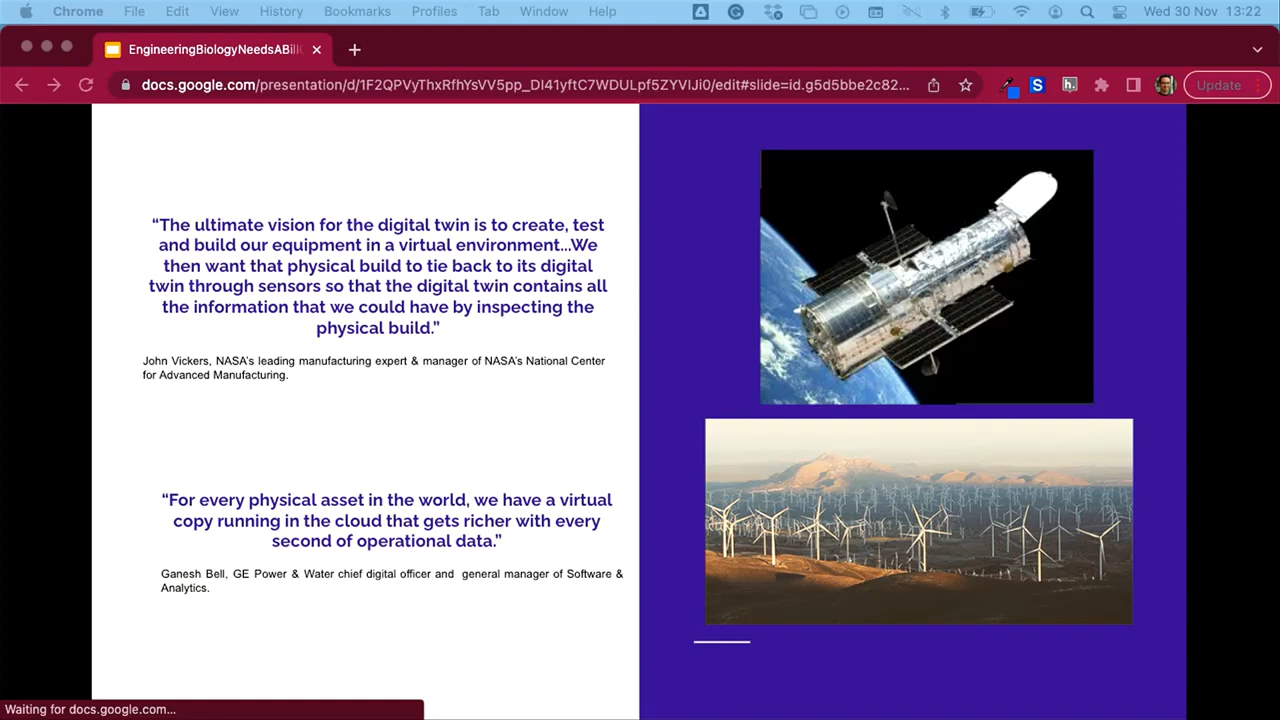 Chrome File Edit View History Bookmarks Profiles Tab Window Help Wed 30 Nov 13:22
EngineeringBiologyNeedsABill
docs.google.com/presentation/d/1F2QPVyThxRfhYsVV5pp_DI41yftC7WDULpf5ZYVIJi0/edit#slide=id.g5d5bbe2c82... S h Update
“The ultimate vision for the digital twin is to create, test
and build our equipment in a virtual environment...We
then want that physical build to tie back to its digital
twin through sensors so that the digital twin contains all
the information that we could have by inspecting the
physical build.”
John Vickers, NASA's leading manufacturing expert & manager of NASA's National Center
for Advanced Manufacturing.
“For every physical asset in the world, we have a virtual
copy running in the cloud that gets richer with every
second of operational data.”
Ganesh Bell, GE Power & Water chief digital officer and general manager of Software &
Analytics.
Waiting for docs.google.com...